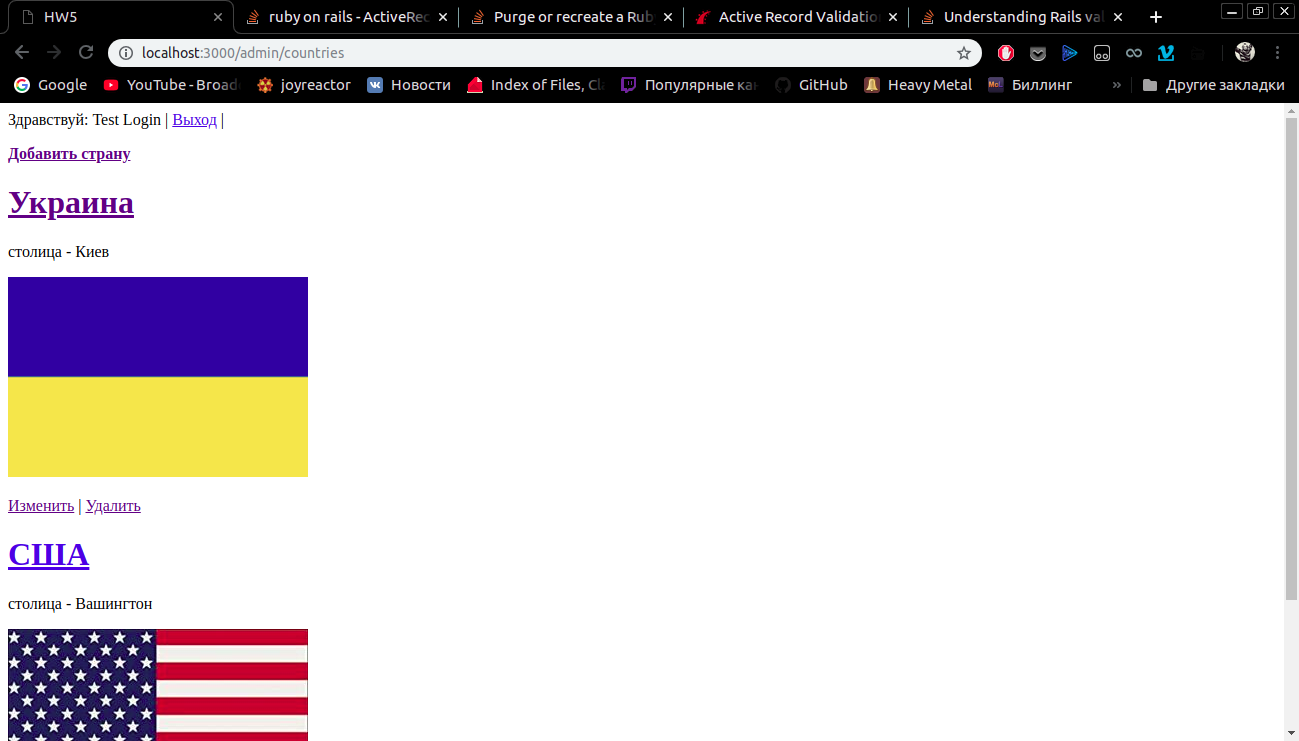 HW5
ruby on rails - ActiveRec
Purge or recreate a Rub
Active Record Validatio
Understanding Rails val
localhost:3000/admin/countries
Google
YouTube - Broad
joyreactor
Новости
Index of Files, Cl
Популярные ка
GitHub
Heavy Metal
Биллинг
»
Другие закладки
Здравствуй: Test Login | Выход |
Добавить страну
Украина
столица - Киев
Изменить | Удалить
США
столица - Вашингтон